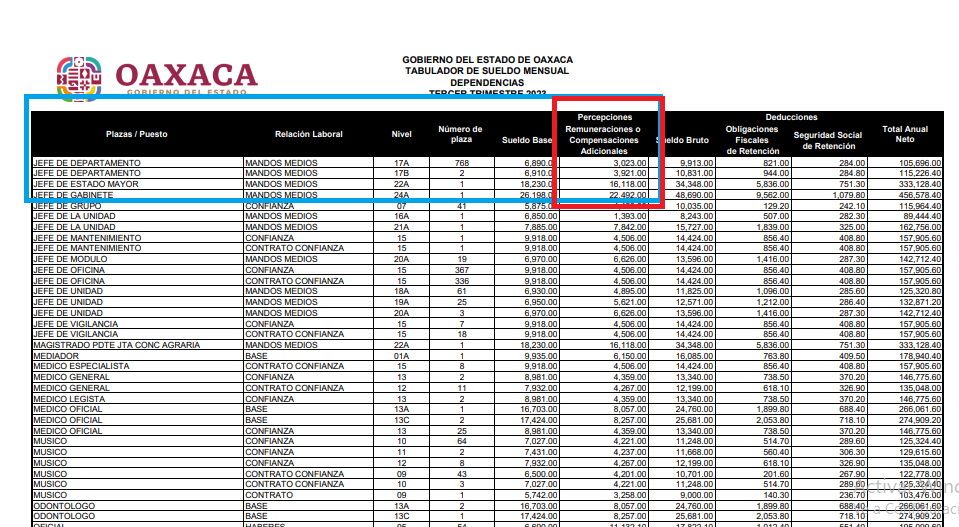 OAXACA
GOBIERNO DEL ESTADO
GOBIERNO DEL ESTADO DE OAXACA
TABULADOR DE SUELDO MENSUAL
DEPENDENCIAS
TERCER TRIMESTRE 2023
Plazas / Puesto Relación Laboral Nivel Número de plaza Sueldo Base Percepciones Remuneraciones o Compensaciones Adicionales Sueldo Bruto Deducciones Obligaciones Fiscales de Retención Seguridad Social de Retención Total Anual Neto
JEFE DE DEPARTAMENTO MANDOS MEDIOS 17A 768 6,890.00 3,023.00 9,913.00 821.00 284.00 105,696.00
JEFE DE DEPARTAMENTO MANDOS MEDIOS 17B 2 6,910.00 3,921.00 10,831.00 944.00 284.80 115,226.40
JEFE DE ESTADO MAYOR MANDOS MEDIOS 22A 1 18,230.00 16,118.00 34,348.00 5,836.00 751.30 333,128.40
JEFE DE GABINETE MANDOS MEDIOS 24A 1 26,198.00 22,492.00 48,690.00 9,562.00 1,079.80 456,578.40
JEFE DE GRUPO CONFIANZA 07 41 5,875.00 10,035.00 129.20 242.10 115,964.40
JEFE DE LA UNIDAD MANDOS MEDIOS 16A 1 6,850.00 1,393.00 8,243.00 507.00 282.30 89,444.40
JEFE DE LA UNIDAD MANDOS MEDIOS 21A 1 7,885.00 7,842.00 15,727.00 1,839.00 325.00 162,756.00
JEFE DE MANTENIMIENTO CONFIANZA 15 1 9,918.00 4,506.00 14,424.00 856.40 408.80 157,905.60
JEFE DE MANTENIMIENTO CONTRATO CONFIANZA 15 1 9,918.00 4,506.00 14,424.00 856.40 408.80 157,905.60
JEFE DE MODULO MANDOS MEDIOS 20A 19 6,970.00 6,626.00 13,596.00 1,416.00 287.30 142,712.40
JEFE DE OFICINA CONFIANZA 15 367 9,918.00 4,506.00 14,424.00 856.40 408.80 157,905.60
JEFE DE OFICINA CONTRATO CONFIANZA 15 336 9,918.00 4,506.00 14,424.00 856.40 408.80 157,905.60
JEFE DE UNIDAD MANDOS MEDIOS 18A 61 6,930.00 4,895.00 11,825.00 1,096.00 285.60 125,320.80
JEFE DE UNIDAD MANDOS MEDIOS 19A 25 6,950.00 5,621.00 12,571.00 1,212.00 286.40 132,871.20
JEFE DE UNIDAD MANDOS MEDIOS 20A 3 6,970.00 6,626.00 13,596.00 1,416.00 287.30 142,712.40
JEFE DE VIGILANCIA CONFIANZA 15 7 9,918.00 4,506.00 14,424.00 856.40 408.80 157,905.60
JEFE DE VIGILANCIA CONTRATO CONFIANZA 15 18 9,918.00 4,506.00 14,424.00 856.40 408.80 157,905.60
MAGISTRADO PDTE JTA CONC AGRARIA MANDOS MEDIOS 22A 1 18,230.00 16,118.00 34,348.00 5,836.00 751.30 333,128.40
MEDIADOR BASE 01A 1 9,935.00 6,150.00 16,085.00 763.80 409.50 178,940.40
MEDICO ESPECIALISTA CONTRATO CONFIANZA 15 8 9,918.00 4,506.00 14,424.00 856.40 408.80 157,905.60
MEDICO GENERAL CONFIANZA 13 2 8,981.00 4,359.00 13,340.00 738.50 370.20 146,775.60
MEDICO GENERAL CONTRATO CONFIANZA 12 11 7,932.00 4,267.00 12,199.00 618.10 326.90 135,048.00
MEDICO LEGISTA CONFIANZA 13 2 8,981.00 4,359.00 13,340.00 738.50 370.20 146,775.60
MEDICO OFICIAL BASE 13A 1 16,703.00 8,057.00 24,760.00 1,899.80 688.40 266,061.60
MEDICO OFICIAL BASE 13C 2 17,424.00 8,257.00 25,681.00 2,053.80 718.10 274,909.20
MEDICO OFICIAL CONFIANZA 13 25 8,981.00 4,359.00 13,340.00 738.50 370.20 146,775.60
MUSICO CONFIANZA 10 64 7,027.00 4,221.00 11,248.00 514.70 289.60 125,324.40
MUSICO CONFIANZA 11 2 7,431.00 4,237.00 11,668.00 560.40 306.30 129,615.60
MUSICO CONFIANZA 12 8 7,932.00 4,267.00 12,199.00 618.10 326.90 135,048.00
MUSICO CONTRATO CONFIANZA 09 43 6,500.00 4,201.00 10,701.00 201.60 267.90 122,778.00
MUSICO CONTRATO CONFIANZA 10 3 7,027.00 4,221.00 11,248.00 514.70 289.60 125,324.40
MUSICO CONTRATO 09 1 5,742.00 3,258.00 9,000.00 140.30 236.70 103,476.00
ODONTOLOGO BASE 13A 2 16,703.00 8,057.00 24,760.00 1,899.80 688.40 266,061.60
ODONTOLOGO BASE 13C 1 17,424.00 8,257.00 25,681.00 2,053.80 718.10 274,909.20
OFICIAL HABERES 05 54